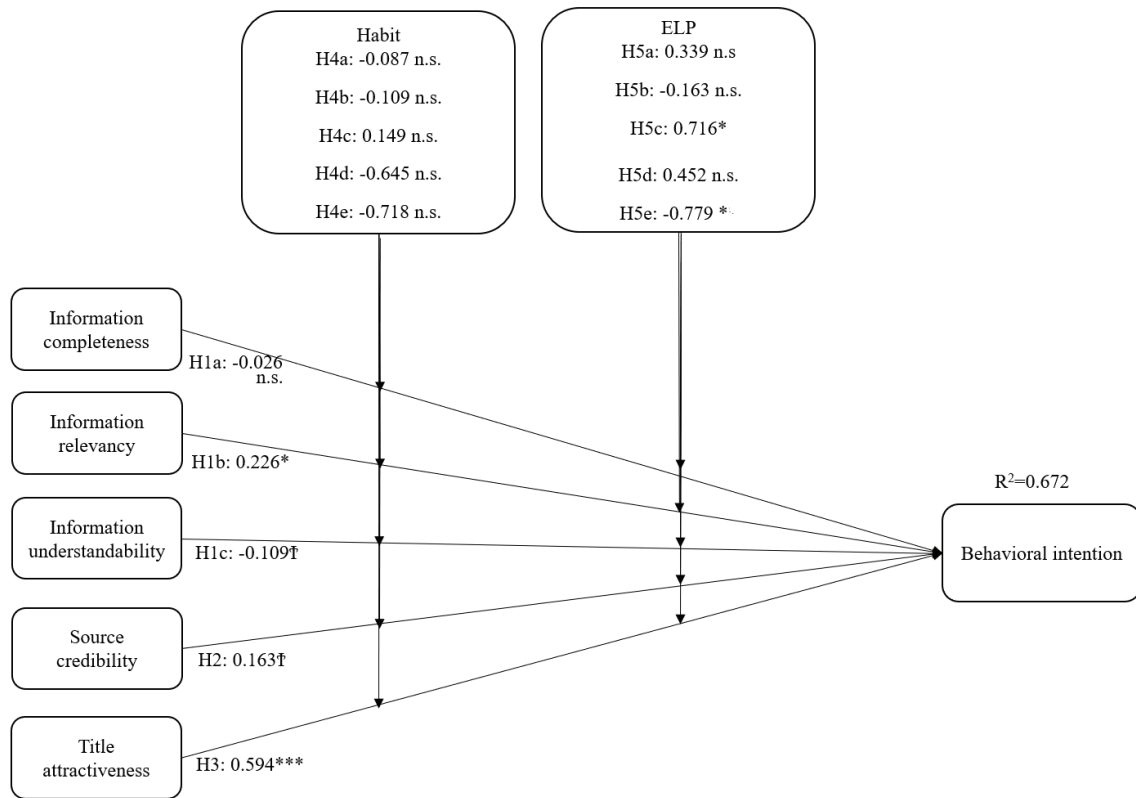 Habit
H4a: -0.087 n.s.
H4b: -0.109 n.s.
H4c: 0.149 n.s.
H4d: -0.645 n.s.
H4e: -0.718 n.s.
ELP
H5a: 0.339 n.s
H5b: -0.163 n.s.
H5c: 0.716*
H5d: 0.452 n.s.
H5e: -0.779 *
Information
completeness
H1a: -0.026
n.s.
Information
relevancy
H1b: 0.226*
Information
understandability
H1c: -0.109Ϯ
Source
credibility
H2: 0.163Ϯ
Title
attractiveness
H3: 0.594***
R²=0.672
Behavioral intention